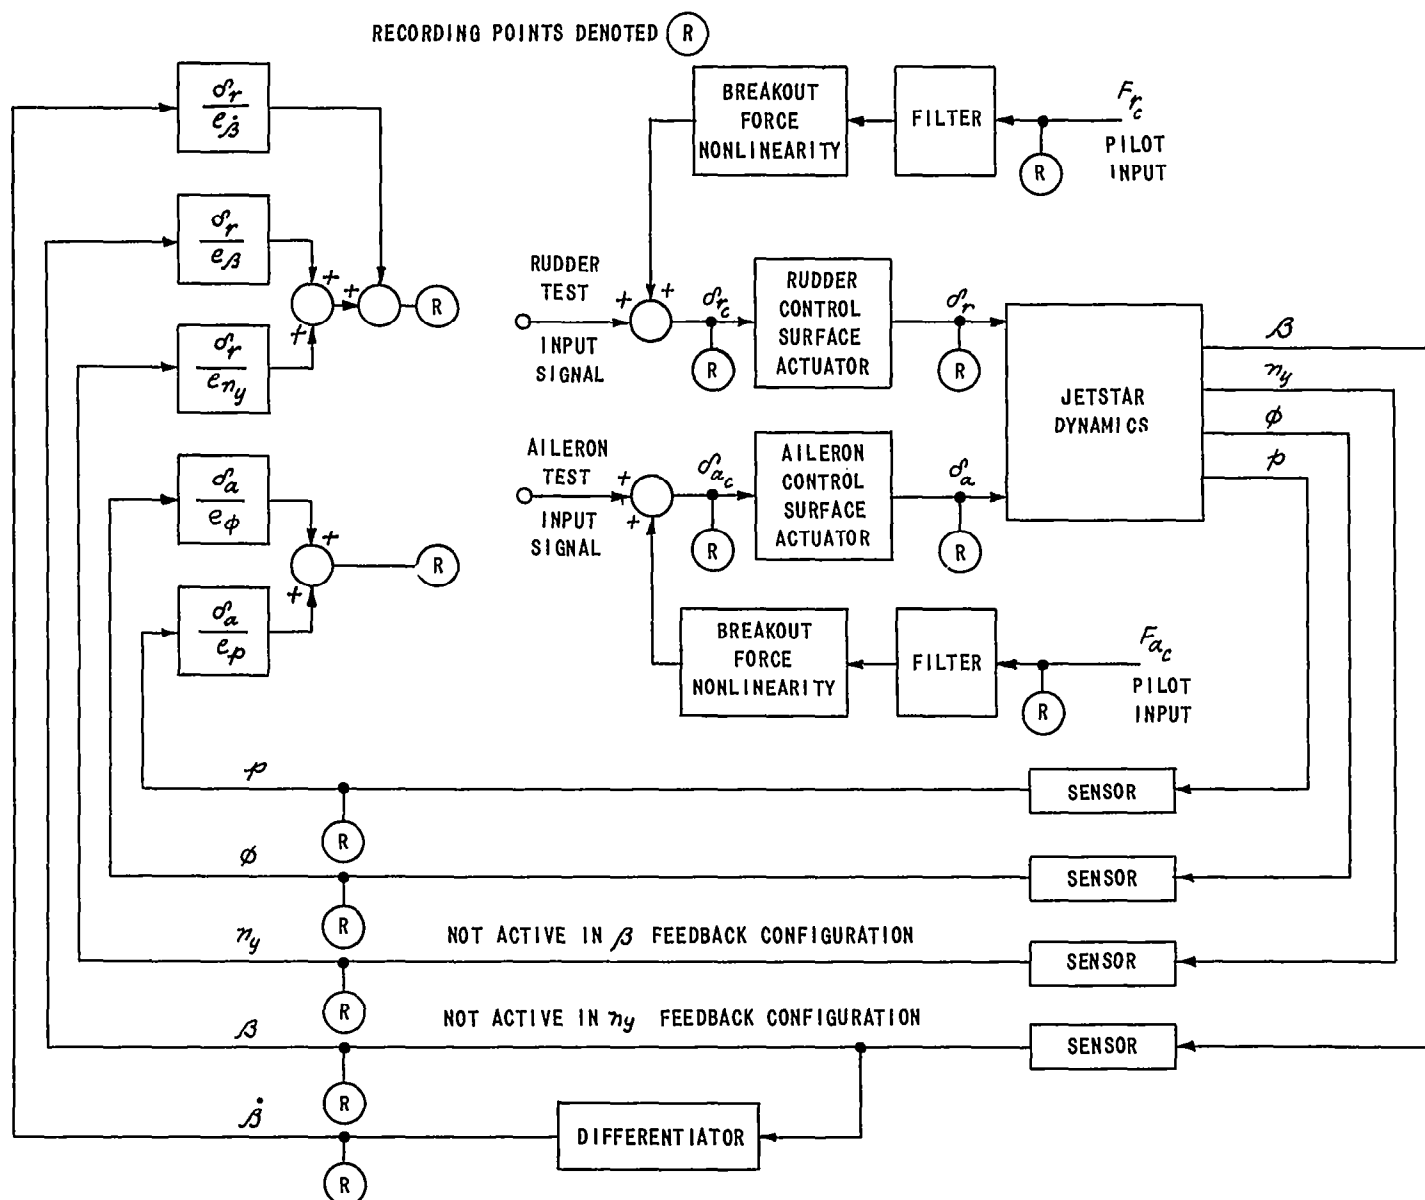 RECORDING POINTS DENOTED R
δr
eβ̇
δr
eβ
+
+
+
R
δr
eny
δa
eϕ
+
+
R
δa
ep
BREAKOUT
FORCE
NONLINEARITY
FILTER
Frc
PILOT
INPUT
R
RUDDER
TEST
INPUT
SIGNAL
+
+
δrc
R
RUDDER
CONTROL
SURFACE
ACTUATOR
δr
R
JETSTAR
DYNAMICS
β
ny
ϕ
p
AILERON
TEST
INPUT
SIGNAL
+
+
+
δac
R
AILERON
CONTROL
SURFACE
ACTUATOR
δa
R
BREAKOUT
FORCE
NONLINEARITY
FILTER
Fac
PILOT
INPUT
R
p
R
SENSOR
ϕ
R
SENSOR
ny
R
NOT ACTIVE IN β FEEDBACK CONFIGURATION
SENSOR
β
R
NOT ACTIVE IN ny FEEDBACK CONFIGURATION
SENSOR
β̇
R
DIFFERENTIATOR